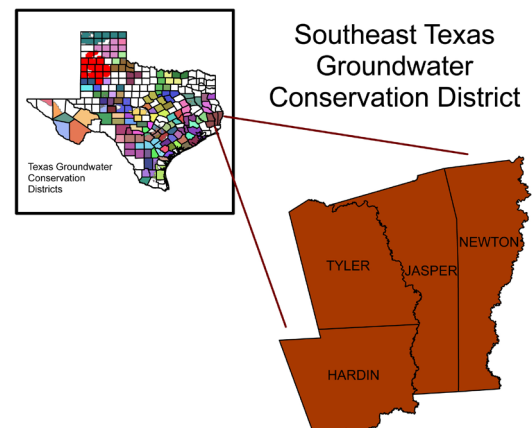 Southeast Texas
Groundwater
Conservation District
Texas Groundwater
Conservation
Districts
NEWTON
TYLER
JASPER
HARDIN